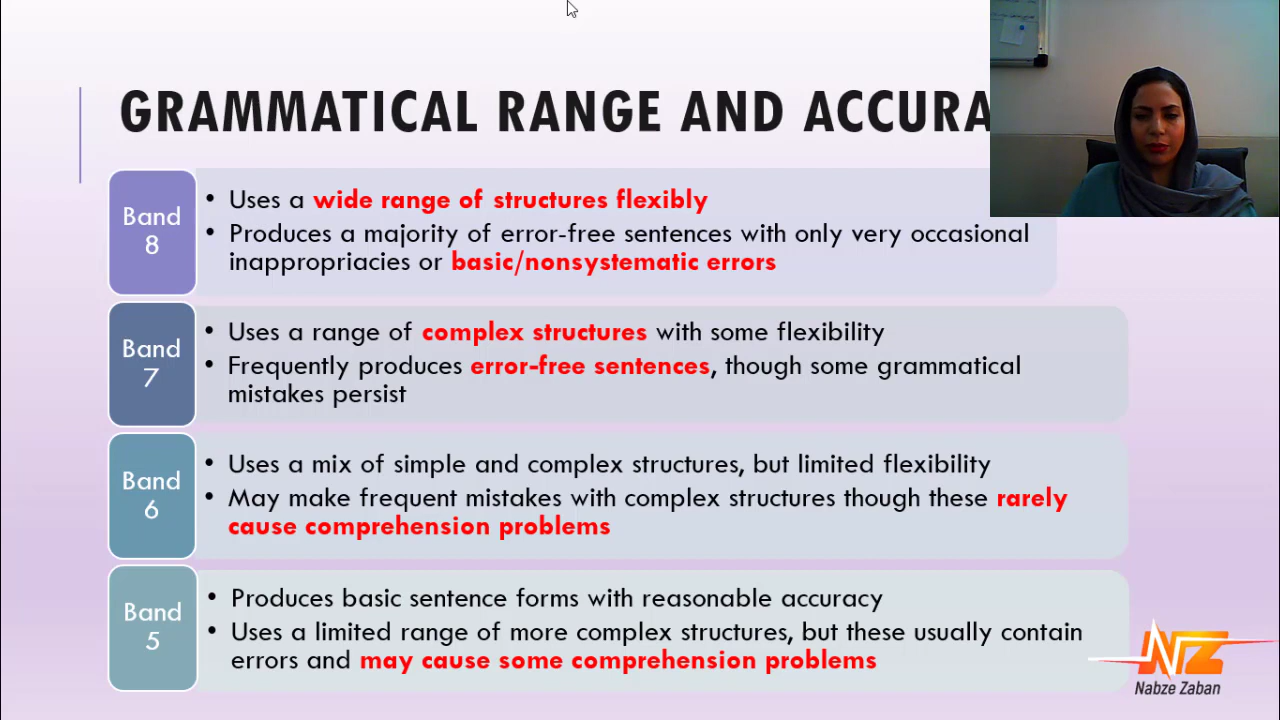 GRAMMATICAL RANGE AND ACCURA
Band
8
• Uses a wide range of structures flexibly
• Produces a majority of error-free sentences with only very occasional
inappropriacies or basic/nonsystematic errors
Band
7
• Uses a range of complex structures with some flexibility
• Frequently produces error-free sentences, though some grammatical
mistakes persist
Band
6
• Uses a mix of simple and complex structures, but limited flexibility
• May make frequent mistakes with complex structures though these rarely
cause comprehension problems
Band
5
• Produces basic sentence forms with reasonable accuracy
• Uses a limited range of more complex structures, but these usually contain
errors and may cause some comprehension problems
NZ
Nabze Zaban